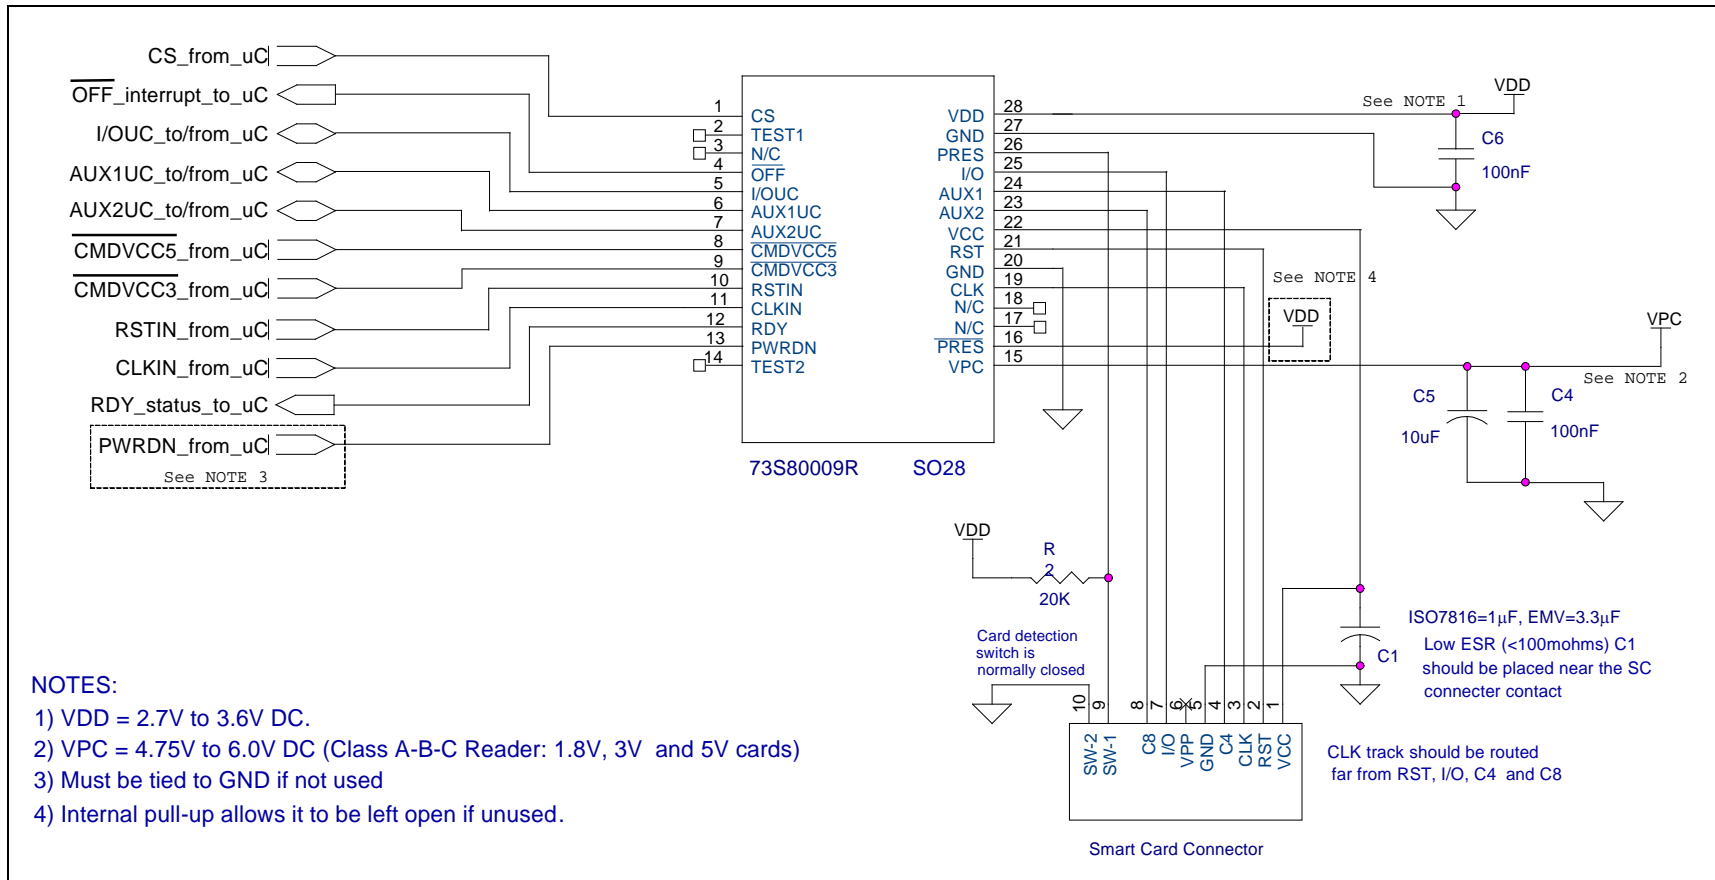 CS_from_uC
OFF_interrupt_to_uC
I/OUC_to/from_uC
AUX1UC_to/from_uC
AUX2UC_to/from_uC
CMDVCC5_from_uC
CMDVCC3_from_uC
RSTIN_from_uC
CLKIN_from_uC
RDY_status_to_uC
PWRDN_from_uC
See NOTE 3
1 CS
2 TEST1
3 N/C
4 OFF
5 I/OUC
6 AUX1UC
7 AUX2UC
8 CMDVCC5
9 CMDVCC3
10 RSTIN
11 CLKIN
12 RDY
13 PWRDN
14 TEST2
VDD 28
GND 27
PRES 26
I/O 25
AUX1 24
AUX2 23
VCC 22
RST 21
GND 20
CLK 19
N/C 18
N/C 17
PRES 16
VPC 15
73S80009R SO28
See NOTE 1
VDD
C6
100nF
See NOTE 4
VDD
VPC
See NOTE 2
C5
10uF
C4
100nF
VDD
R
2
20K
Card detection
switch is
normally closed
C1
ISO7816=1µF, EMV=3.3µF
Low ESR (<100mohms) C1
should be placed near the SC
connecter contact
10 9 8 7 6 5 4 3 2 1
SW-2 SW-1 C8 I/O VPP GND C4 CLK RST VCC
CLK track should be routed
far from RST, I/O, C4 and C8
Smart Card Connector
NOTES:
1) VDD = 2.7V to 3.6V DC.
2) VPC = 4.75V to 6.0V DC (Class A-B-C Reader: 1.8V, 3V and 5V cards)
3) Must be tied to GND if not used
4) Internal pull-up allows it to be left open if unused.